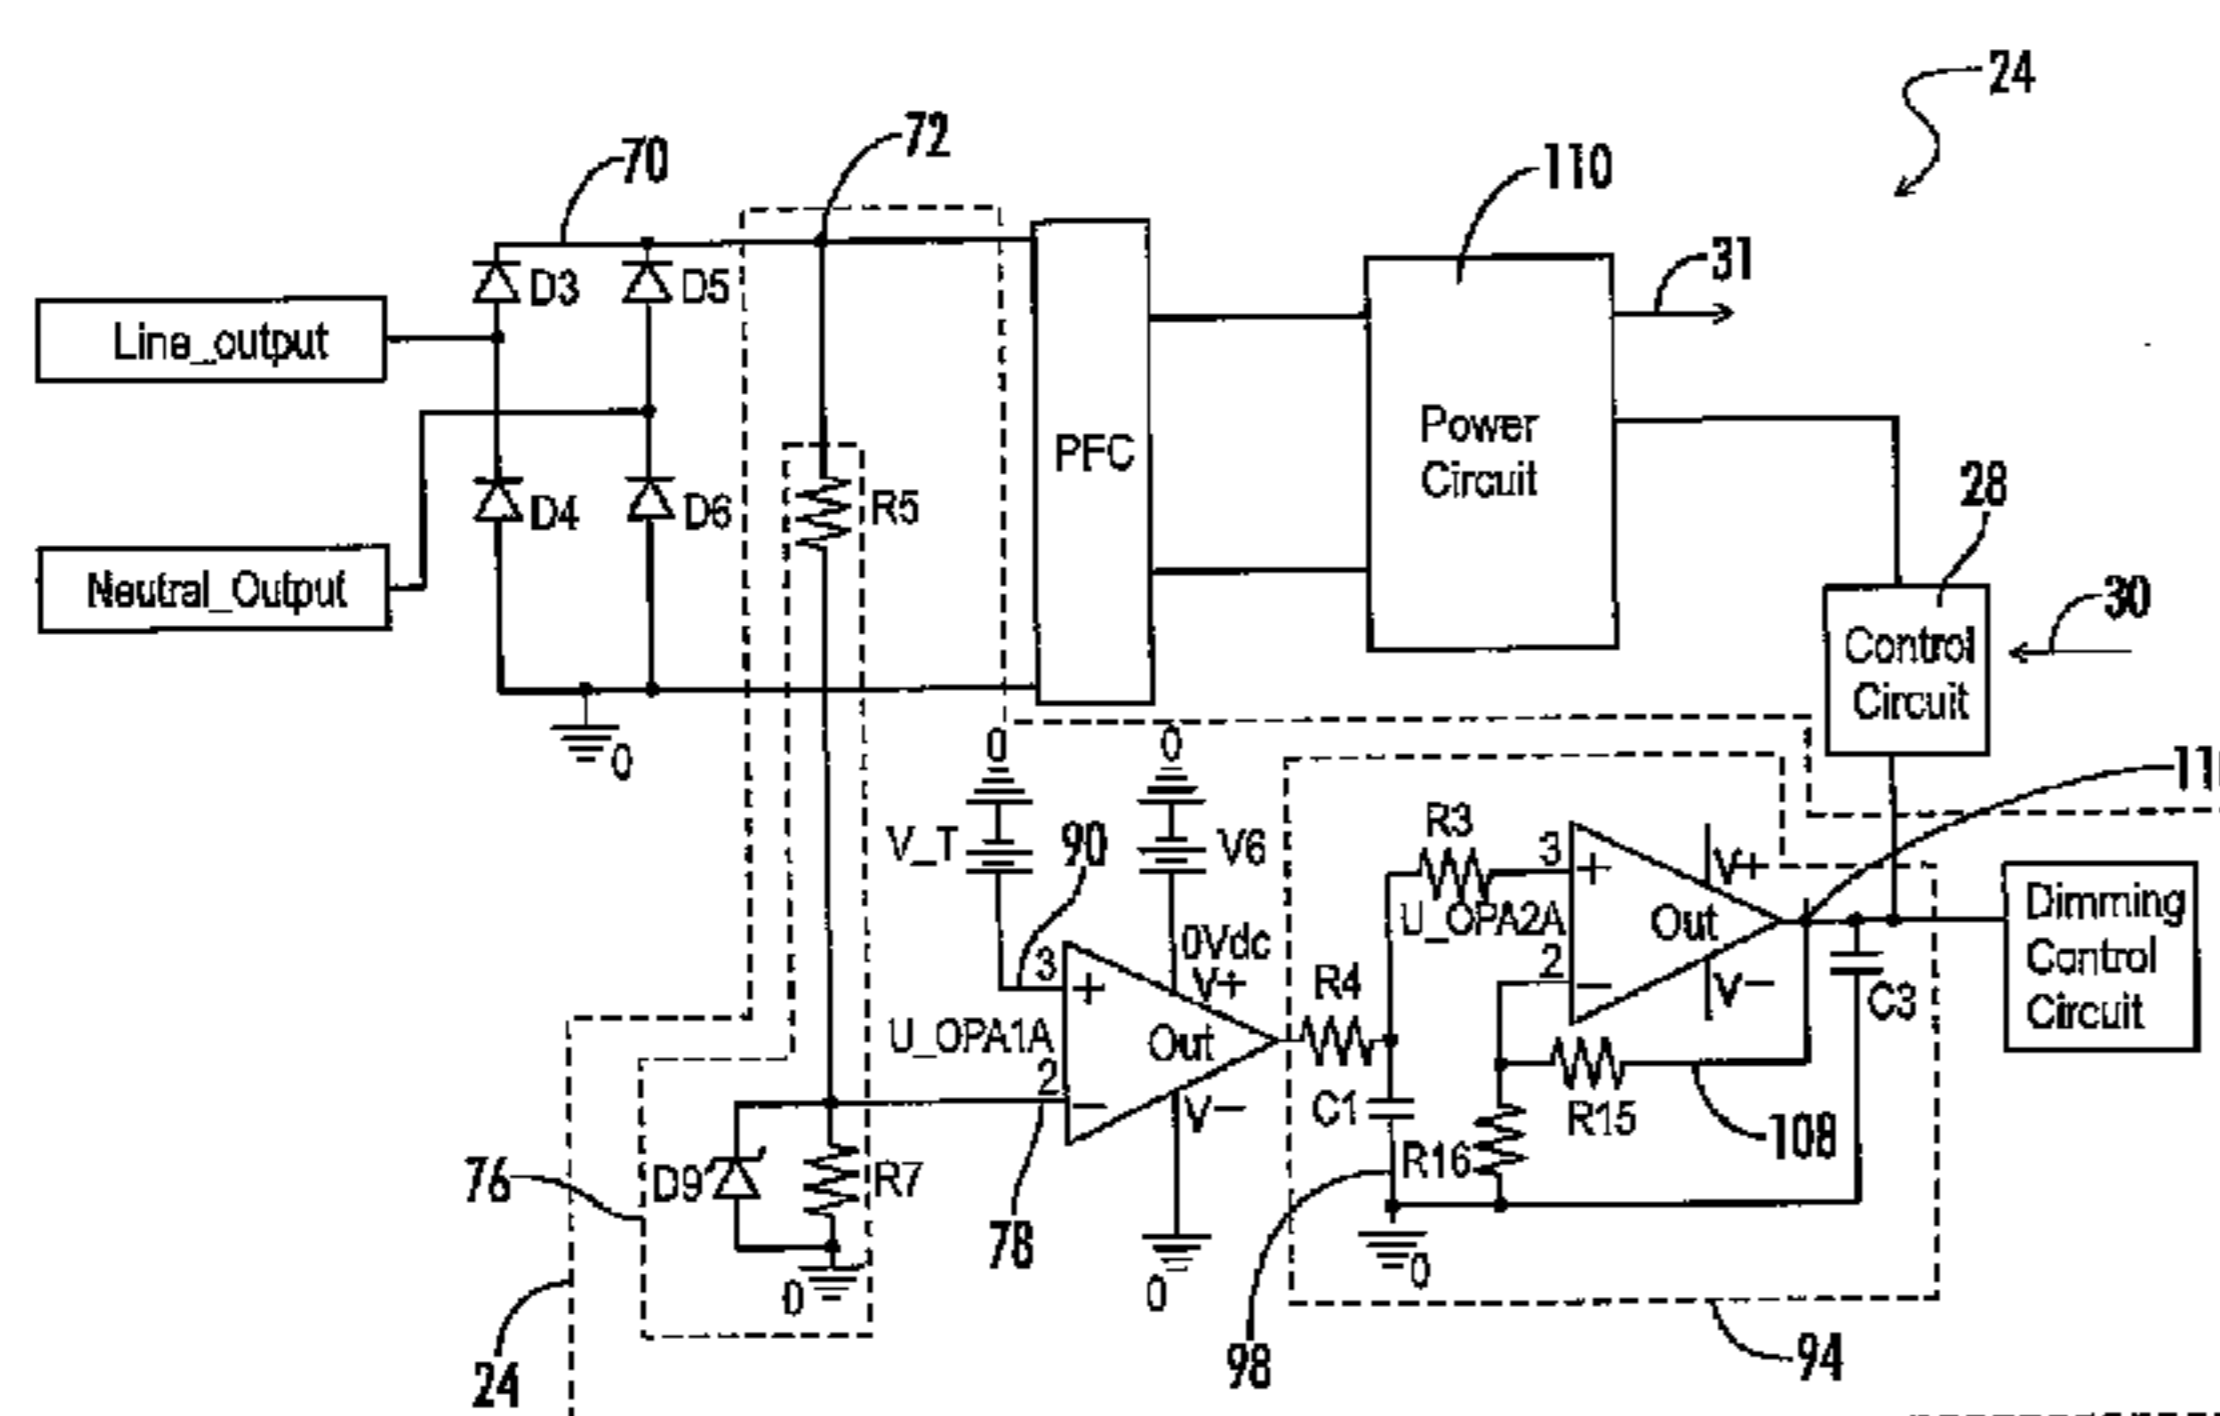 24
72
70
110
31
D3
D5
Line_output
PFC
Power
Circuit
28
R5
D4
D6
Neutral_Output
30
Control
Circuit
0
0
0
V_T
90
V6
R3
3
+
V+
U_OPA2A
Out
2
−
V−
C3
Dimming
Control
Circuit
0Vdc
V+
3
+
U_OPA1A
Out
2
−
V−
R4
C1
R15
108
R16
76
D9
R7
78
0
0
0
98
94
24